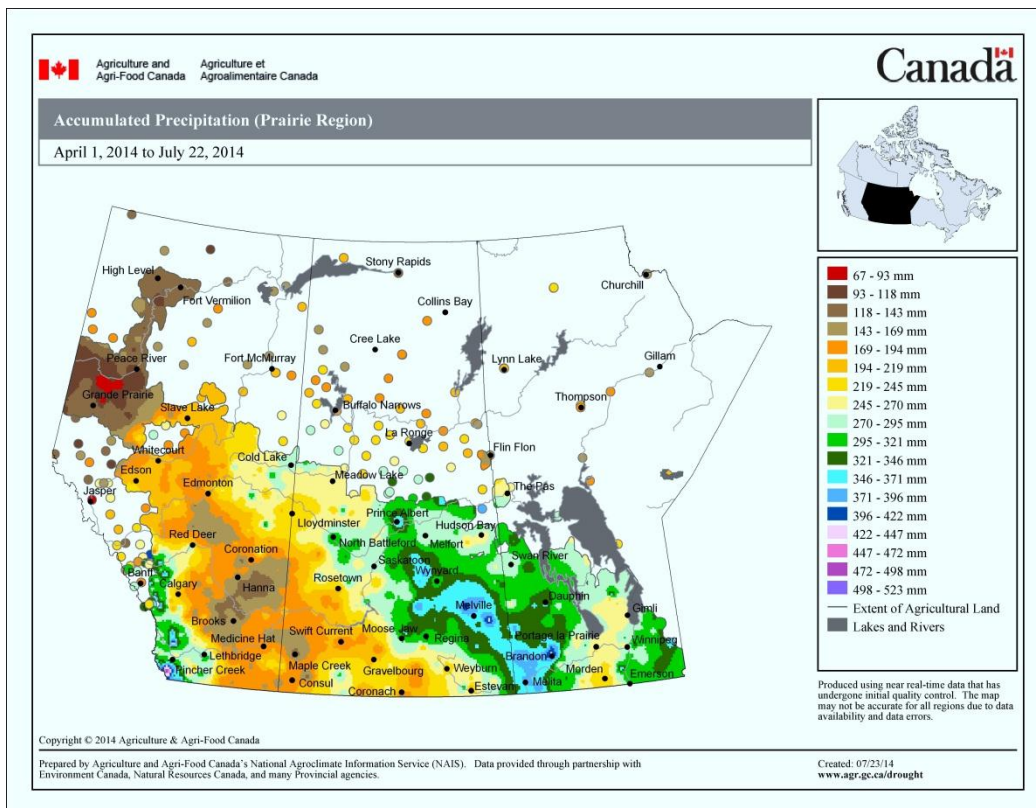 Agriculture and
Agri-Food Canada
Agriculture et
Agroalimentaire Canada
Canada
Accumulated Precipitation (Prairie Region)
April 1, 2014 to July 22, 2014
High Level
Fort Vermilion
Stony Rapids
Churchill
Collins Bay
Cree Lake
Peace River
Fort McMurray
Lynn Lake
Gillam
Grande Prairie
Slave Lake
Buffalo Narrows
Thompson
La Ronge
Flin Flon
Whitecourt
Edson
Cold Lake
Meadow Lake
The Pas
Jasper
Edmonton
Lloydminster
Prince Albert
Hudson Bay
North Battleford
Melfort
Red Deer
Coronation
Saskatoon
Swan River
Wynyard
Banff
Calgary
Hanna
Rosetown
Melville
Dauphin
Gimli
Brooks
Medicine Hat
Swift Current
Moose Jaw
Regina
Portage la Prairie
Winnipeg
Lethbridge
Pincher Creek
Maple Creek
Gravelbourg
Weyburn
Brandon
Morden
Consul
Coronach
Estevan
Melita
Emerson
67 - 93 mm
93 - 118 mm
118 - 143 mm
143 - 169 mm
169 - 194 mm
194 - 219 mm
219 - 245 mm
245 - 270 mm
270 - 295 mm
295 - 321 mm
321 - 346 mm
346 - 371 mm
371 - 396 mm
396 - 422 mm
422 - 447 mm
447 - 472 mm
472 - 498 mm
498 - 523 mm
Extent of Agricultural Land
Lakes and Rivers
Produced using near real-time data that has
undergone initial quality control. The map
may not be accurate for all regions due to data
availability and data errors.
Copyright © 2014 Agriculture & Agri-Food Canada
Prepared by Agriculture and Agri-Food Canada's National Agroclimate Information Service (NAIS). Data provided through partnership with
Environment Canada, Natural Resources Canada, and many Provincial agencies.
Created: 07/23/14
www.agr.gc.ca/drought